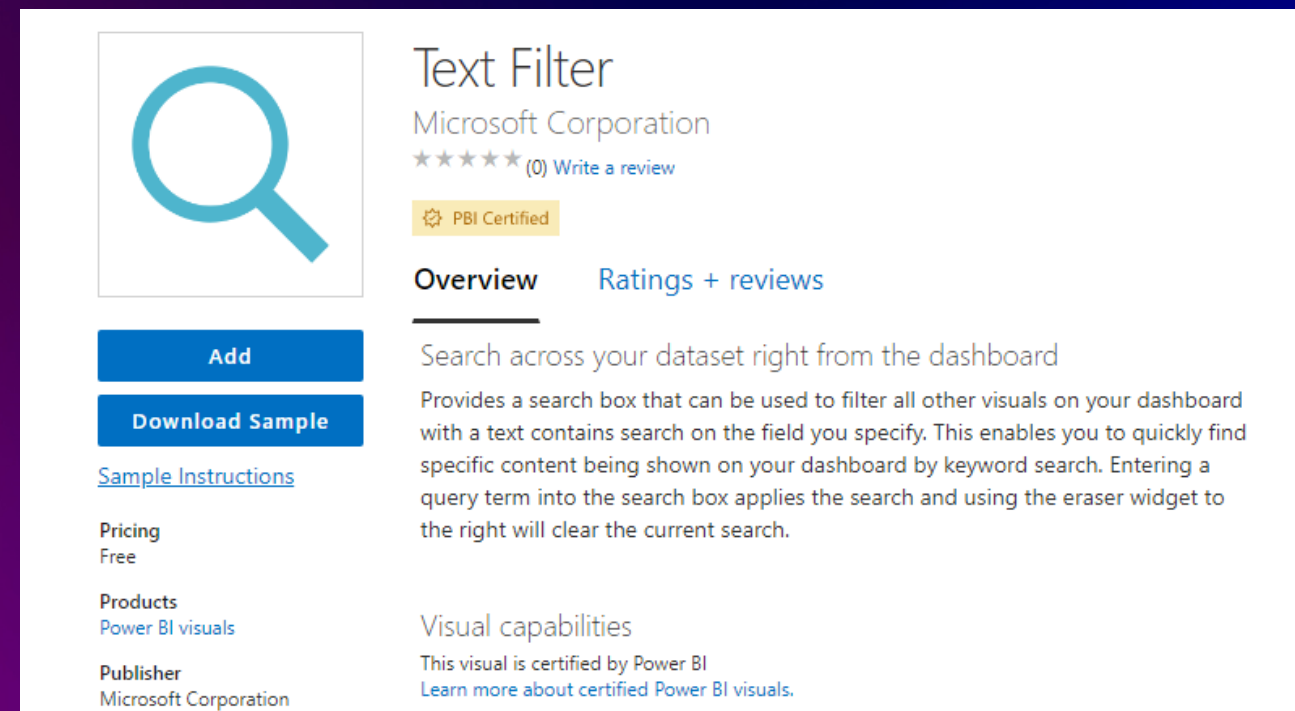 Text Filter
Microsoft Corporation
(0) Write a review
PBI Certified
Overview Ratings + reviews
Add
Download Sample
Sample Instructions
Pricing
Free
Products
Power BI visuals
Publisher
Microsoft Corporation
Search across your dataset right from the dashboard
Provides a search box that can be used to filter all other visuals on your dashboard
with a text contains search on the field you specify. This enables you to quickly find
specific content being shown on your dashboard by keyword search. Entering a
query term into the search box applies the search and using the eraser widget to
the right will clear the current search.
Visual capabilities
This visual is certified by Power BI
Learn more about certified Power BI visuals.